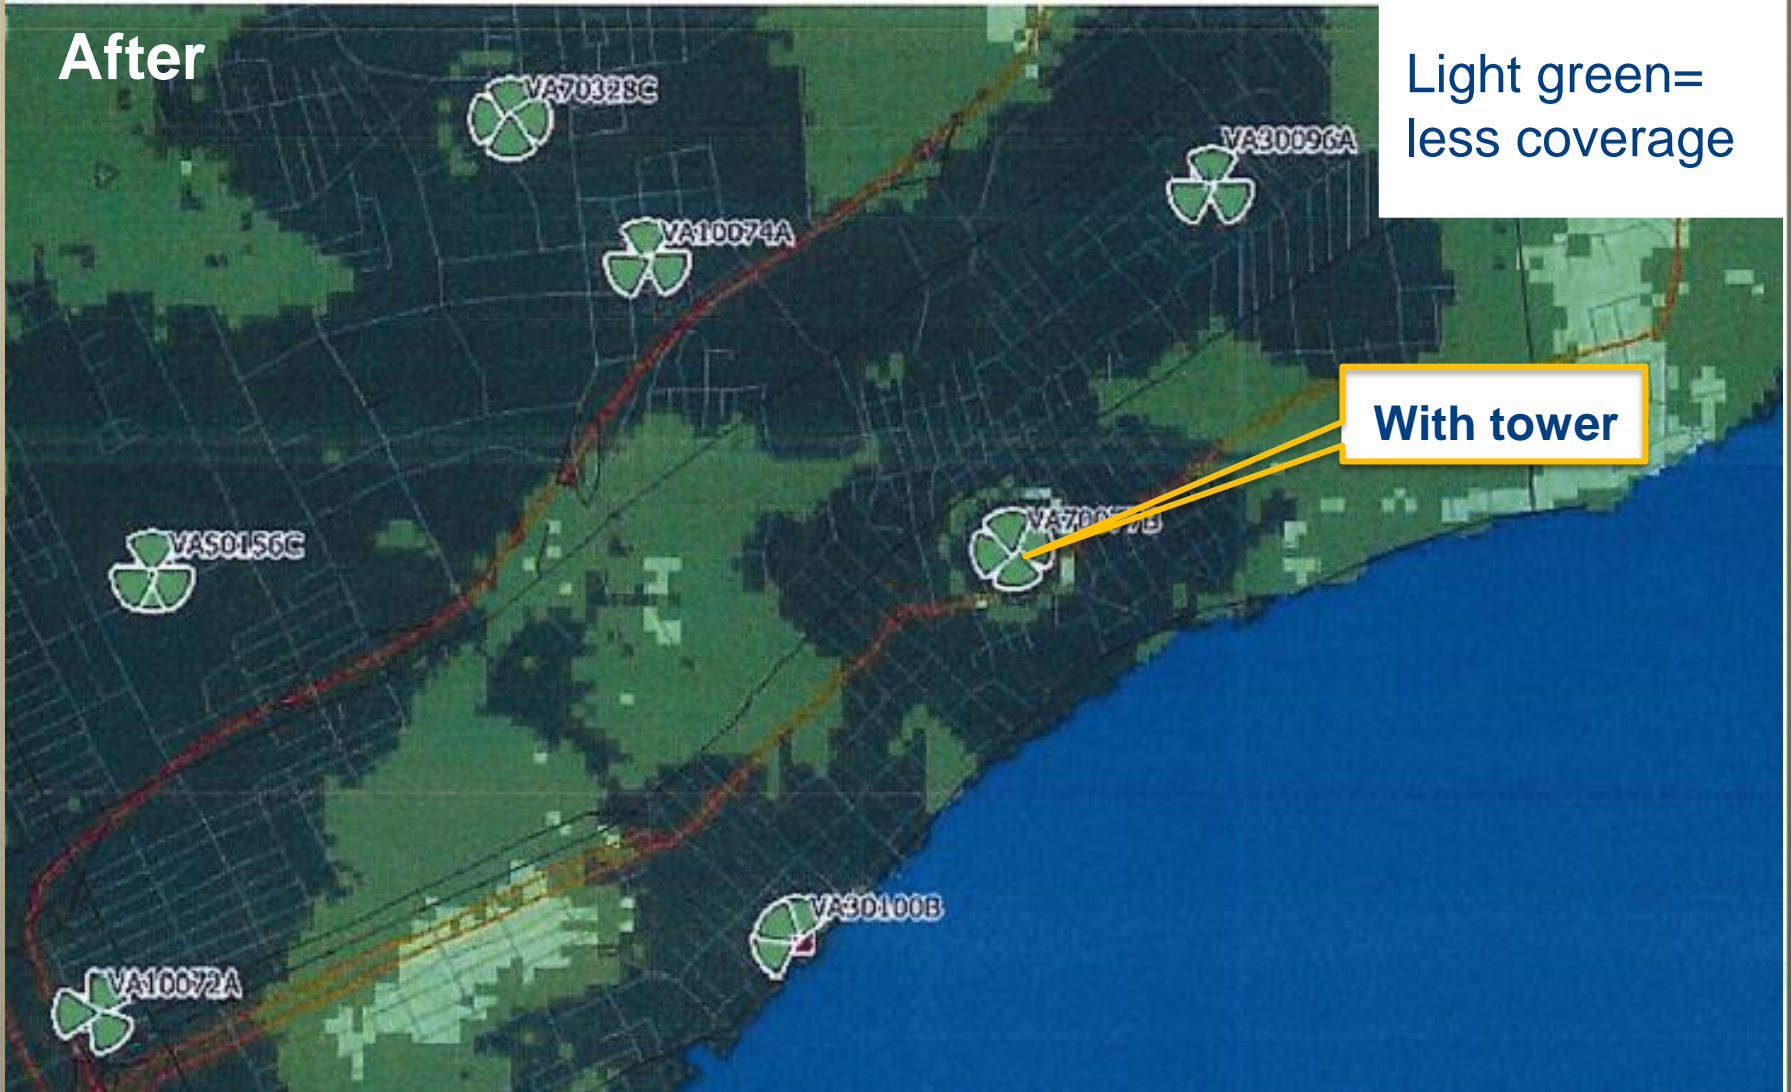 After
Light green=
less coverage
VA70328C
VA30096A
VA10074A
With tower
VA50156C
VA30100B
VA10072A